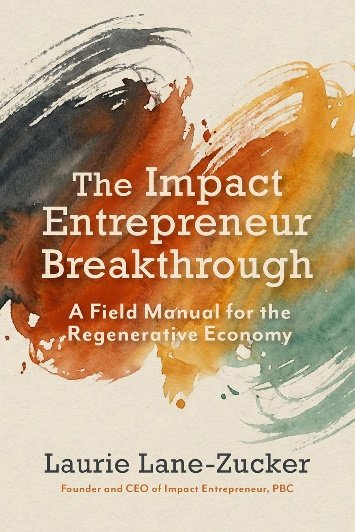 The Impact
Entrepreneur
Breakthrough
A Field Manual for the
Regenerative Economy
Laurie Lane-Zucker
Founder and CEO of Impact Entrepreneur, PBC